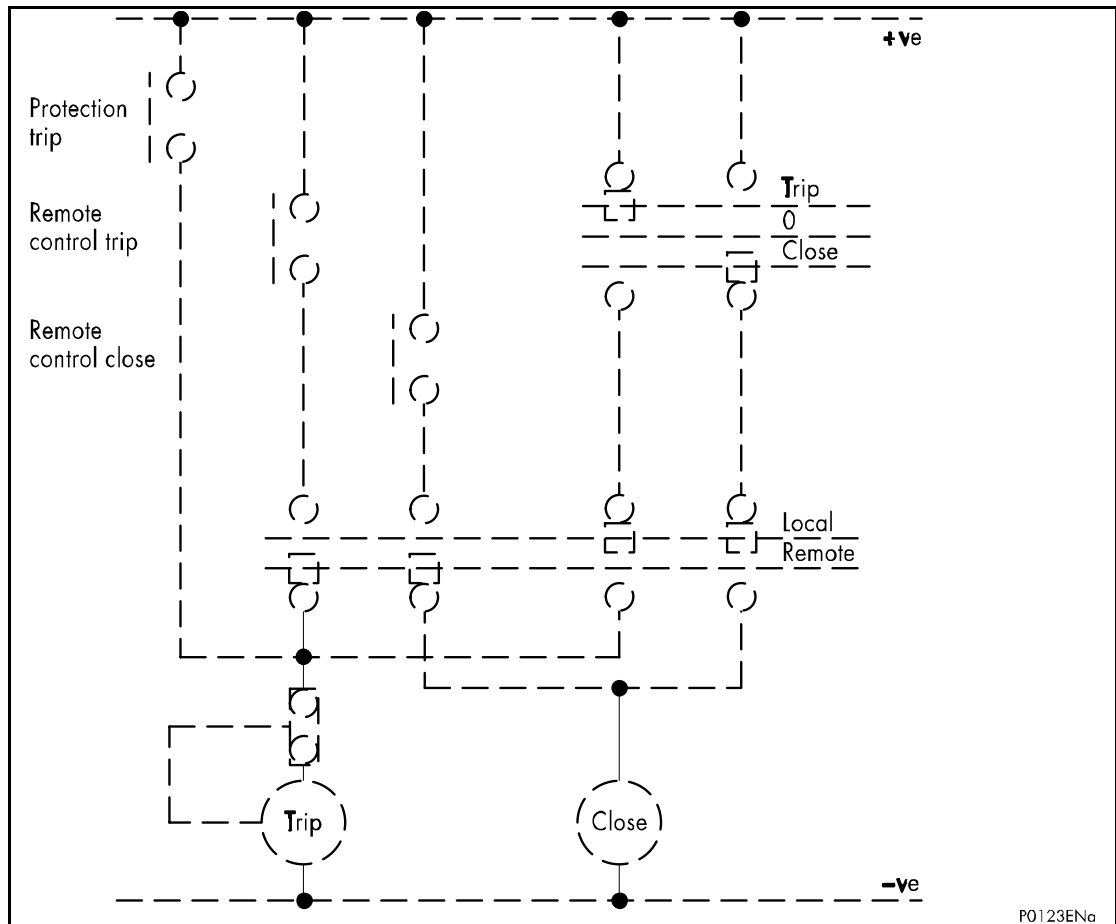 +ve
Protection
trip
Trip
0
Close
Remote
control trip
Remote
control close
Local
Remote
Trip
Close
-ve
P0123ENa